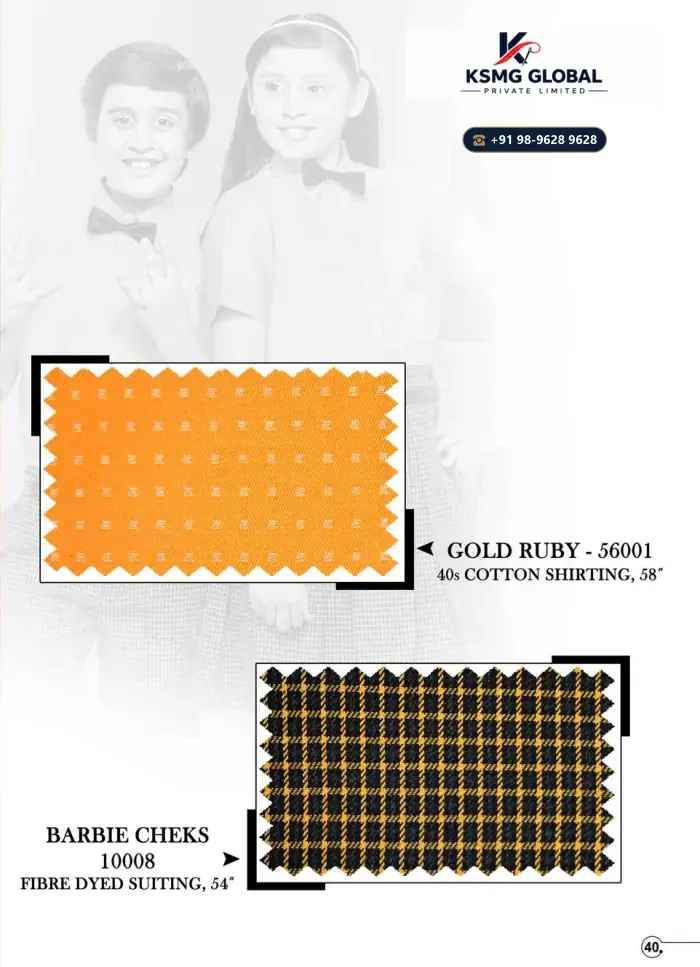 KSMG GLOBAL
PRIVATE LIMITED
+91 98-9628 9628
GOLD RUBY - 56001
40s COTTON SHIRTING, 58"
BARBIE CHEKS
10008
FIBRE DYED SUITING, 54"
40.